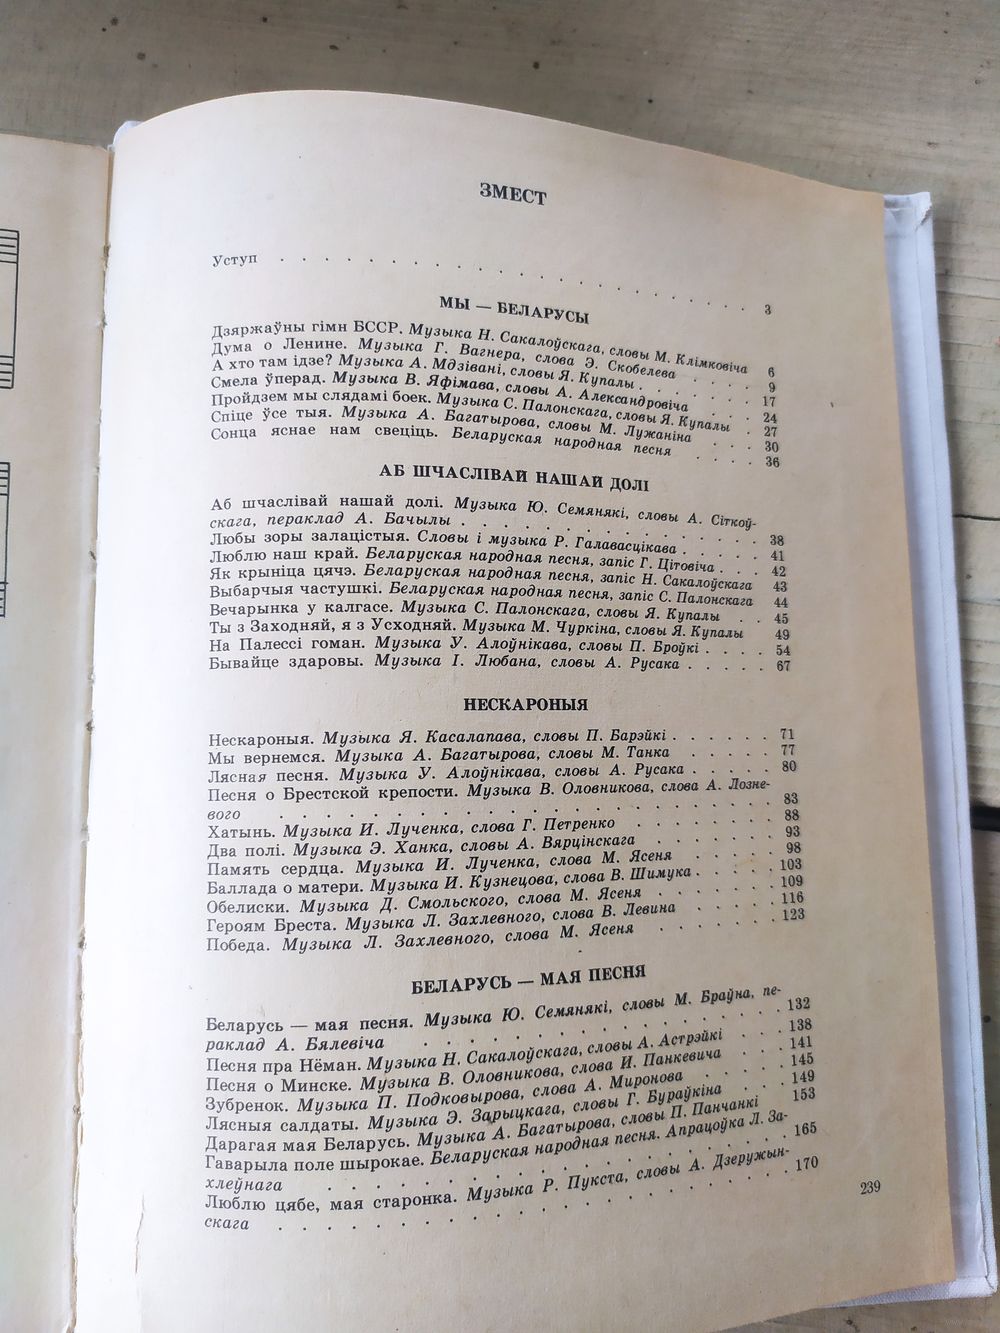 ЗМЕСТ
Уступ . . . . . . . . . . . . . . . . . . . . . . . . 3
МЫ — БЕЛАРУСЫ
Дзяржаўны гімн БССР. Музыка Н. Сакалоўскага, словы М. Клімковіча 6
Дума о Ленине. Музыка Г. Вагнера, слова Э. Скобелева . . . . 9
А хто там ідзе? Музыка А. Мдзівані, словы Я. Купалы . . . . . . 17
Смела ўперад. Музыка В. Яфімава, словы А. Александровіча . . . 24
Пройдзем мы слядамі боек. Музыка С. Палонскага, словы Я. Купалы . 27
Спіце ўсе тыя. Музыка А. Багатырова, словы М. Лужаніна . . . 30
Сонца яснае нам свеціць. Беларуская народная песня . . . . 36
АБ ШЧАСЛІВАЙ НАШАЙ ДОЛІ
Аб шчаслівай нашай долі. Музыка Ю. Семянякі, словы А. Сіткоў-
скага, пераклад А. Бачылы . . . . . . . . . . . . . 38
Любы зоры залацістыя. Словы і музыка Р. Галавасцікава . . . . 41
Люблю наш край. Беларуская народная песня, запіс Г. Цітовіча . . . 42
Як крыніца цячэ. Беларуская народная песня, запіс Н. Сакалоўскага 43
Выбарчыя частушкі. Беларуская народная песня, запіс С. Палонскага 44
Вечарынка у калгасе. Музыка С. Палонскага, словы Я. Купалы . . 45
Ты з Заходняй, я з Усходняй. Музыка М. Чуркіна, словы Я. Купалы 49
На Палессі гоман. Музыка У. Алоўнікава, словы П. Броўкі . . . . 54
Бывайце здаровы. Музыка І. Любана, словы А. Русака . . . . . 67
НЕСКАРОНЫЯ
Нескароныя. Музыка Я. Касалапава, словы П. Барэйкі . . . . . . 71
Мы вернемся. Музыка А. Багатырова, словы М. Танка . . . . . 77
Лясная песня. Музыка У. Алоўнікава, словы А. Русака . . . . . 80
Песня о Брестской крепости. Музыка В. Оловникова, слова А. Лозне-
вого . . . . . . . . . . . . . . . . . . . . . . 83
Хатынь. Музыка И. Лученка, слова Г. Петренко . . . . . . 88
Два полі. Музыка Э. Ханка, словы А. Вярцінскага . . . . . . 93
Память сердца. Музыка И. Лученка, слова М. Ясеня . . . . . 98
Баллада о матери. Музыка И. Кузнецова, слова В. Шимука . . . . . 103
Обелиски. Музыка Д. Смольского, слова М. Ясеня . . . . . . 109
Героям Бреста. Музыка Л. Захлевного, слова В. Левина . . . . . 116
Победа. Музыка Л. Захлевного, слова М. Ясеня . . . . . . 123
БЕЛАРУСЬ — МАЯ ПЕСНЯ
Беларусь — мая песня. Музыка Ю. Семянякі, словы М. Браўна, пе-
раклад А. Бялевіча . . . . . . . . . . . . . . . . 132
Песня пра Нёман. Музыка Н. Сакалоўскага, словы А. Астрэйкі . . . 138
Песня о Минске. Музыка В. Оловникова, слова И. Панкевича . . . 141
Зубренок. Музыка П. Подковырова, слова А. Миронова . . . . . 145
Лясныя салдаты. Музыка Э. Зарыцкага, словы Г. Бураўкіна . . . 149
Дарагая мая Беларусь. Музыка А. Багатырова, словы П. Панчанкі 153
Гаварыла поле шырокае. Беларуская народная песня. Апрацоўка Л. За-
хлеўнага . . . . . . . . . . . . . . . . . . . . 165
Люблю цябе, мая старонка. Музыка Р. Пукста, словы А. Дзеружын-
скага . . . . . . . . . . . . . . . . . . . . . 170
239